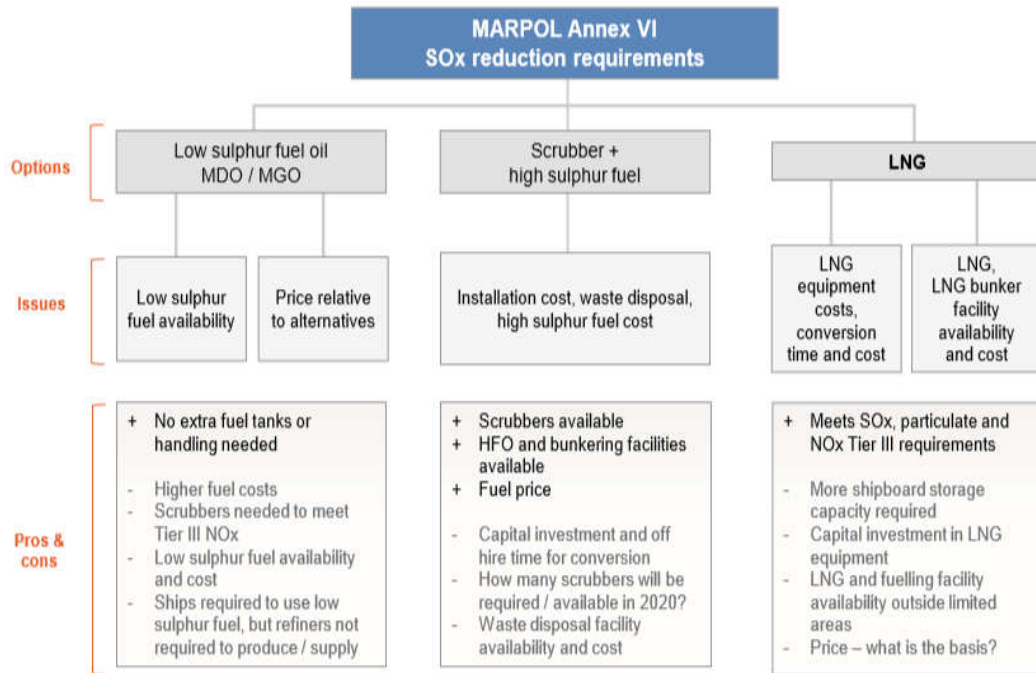 MARPOL Annex VI
SOx reduction requirements
Options
Low sulphur fuel oil
MDO / MGO
Scrubber +
high sulphur fuel
LNG
Issues
Low sulphur
fuel availability
Price relative
to alternatives
Installation cost, waste disposal,
high sulphur fuel cost
LNG
equipment
costs,
conversion
time and cost
LNG,
LNG bunker
facility
availability
and cost
Pros &
cons
+ No extra fuel tanks or
handling needed
- Higher fuel costs
- Scrubbers needed to meet
Tier III NOx
- Low sulphur fuel availability
and cost
- Ships required to use low
sulphur fuel, but refiners not
required to produce / supply
+ Scrubbers available
+ HFO and bunkering facilities
available
+ Fuel price
- Capital investment and off
hire time for conversion
- How many scrubbers will be
required / available in 2020?
- Waste disposal facility
availability and cost
+ Meets SOx, particulate and
NOx Tier III requirements
- More shipboard storage
capacity required
- Capital investment in LNG
equipment
- LNG and fuelling facility
availability outside limited
areas
- Price – what is the basis?